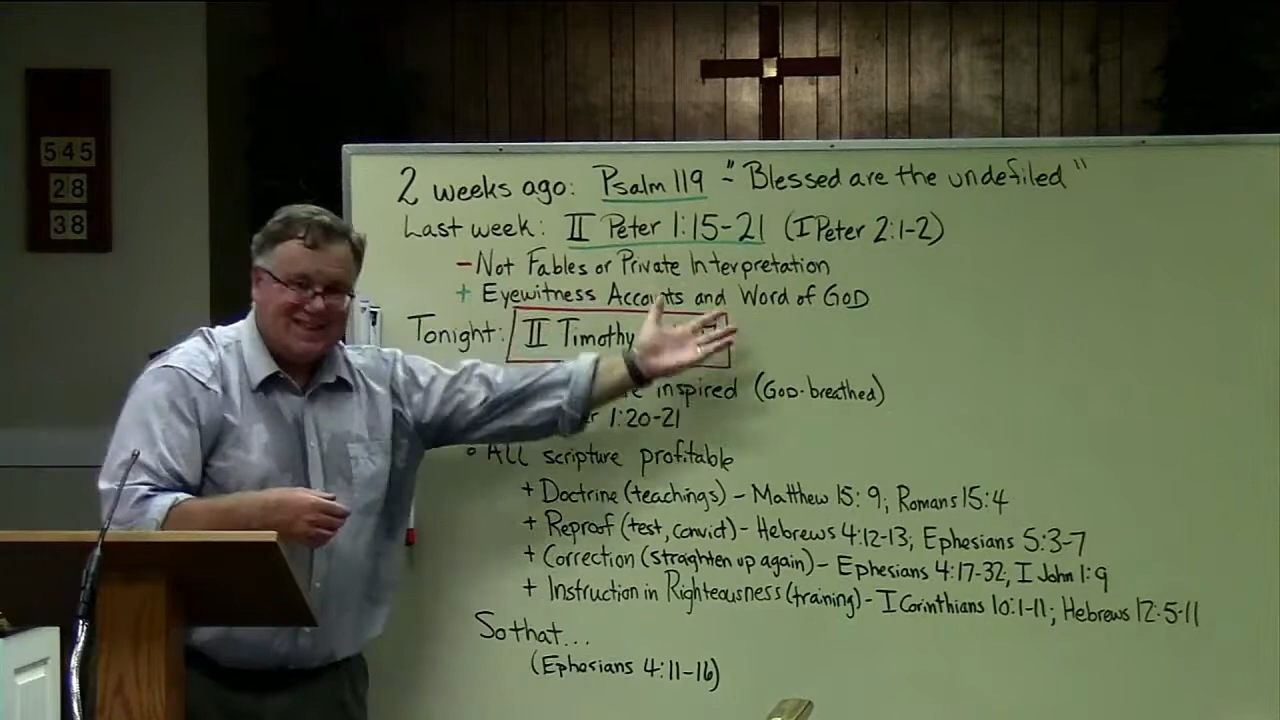 545
28
38
2 weeks ago: Psalm 119 - "Blessed are the undefiled"
Last week: II Peter 1:15-21 (I Peter 2:1-2)
- Not Fables or Private Interpretation
+ Eyewitness Accounts and Word of GOD
Tonight: II Timothy
inspired (GOD-breathed)
1:20-21
• ALL scripture profitable
+ Doctrine (teachings) - Matthew 15:9; Romans 15:4
+ Reproof (test, convict) - Hebrews 4:12-13; Ephesians 5:3-7
+ Correction (straighten up again) - Ephesians 4:17-32; I John 1:9
+ Instruction in Righteousness (training) - I Corinthians 10:1-11; Hebrews 12:5-11
So that...
(Ephesians 4:11-16)